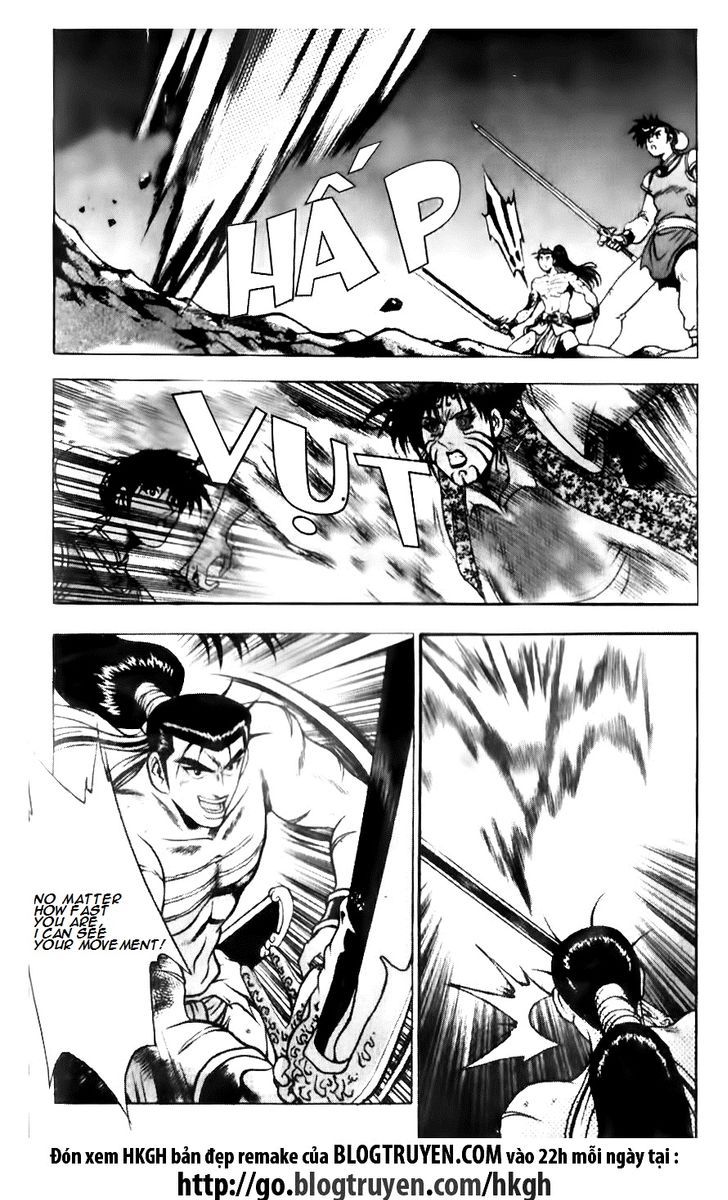 HẤP
VỤT
NO MATTER
HOW FAST
YOU ARE,
I CAN SEE
YOUR MOVEMENT!
Đón xem HKGH bản đẹp remake của BLOGTRUYEN.COM vào 22h mỗi ngày tại :
http://go.blogtruyen.com/hkgh